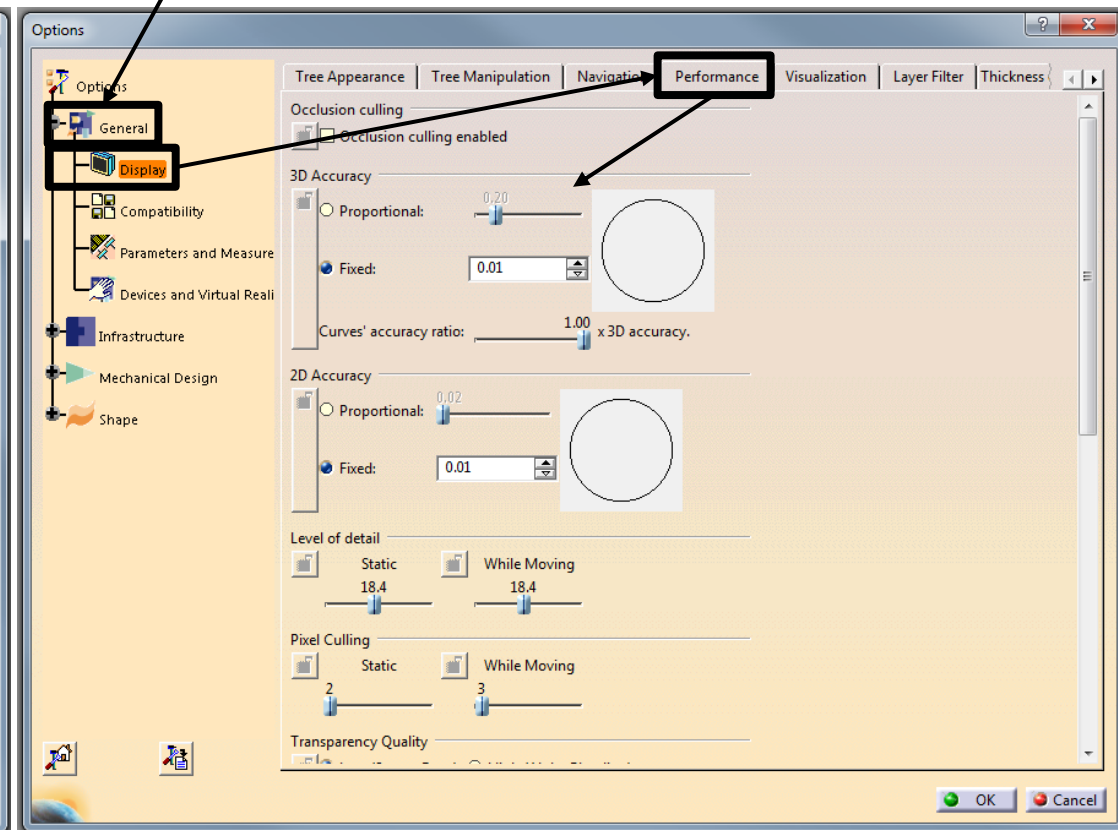 Options
Options
General
Display
Compatibility
Parameters and Measure
Devices and Virtual Reali
Infrastructure
Mechanical Design
Shape
Tree Appearance Tree Manipulation Navigation Performance Visualization Layer Filter Thickness
Occlusion culling
Occlusion culling enabled
3D Accuracy
0.20
Proportional:
Fixed: 0.01
Curves' accuracy ratio: 1.00 x 3D accuracy.
2D Accuracy
0.02
Proportional:
Fixed: 0.01
Level of detail
Static While Moving
18.4 18.4
Pixel Culling
Static While Moving
2 3
Transparency Quality
OK Cancel